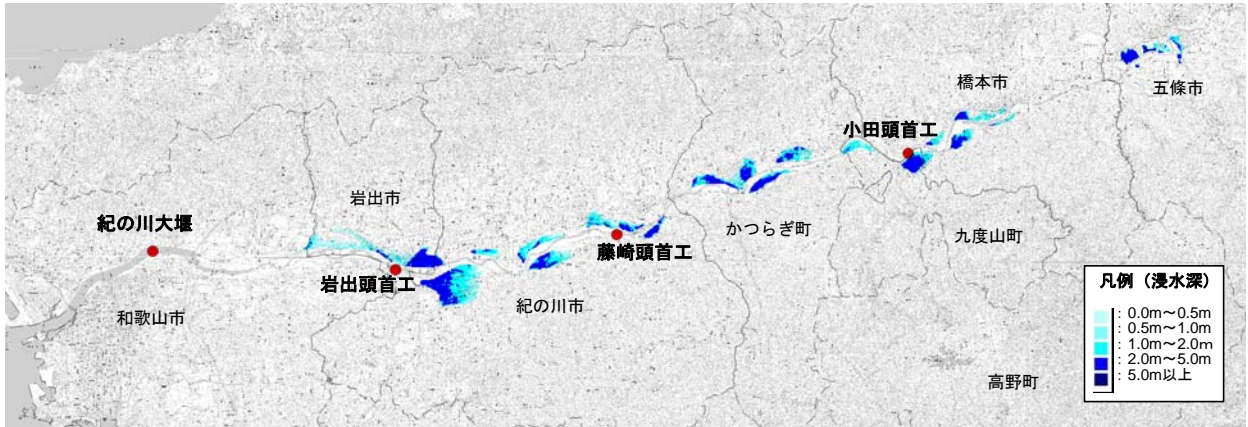 橋本市
五條市
小田頭首工
岩出市
紀の川大堰
かつらぎ町
九度山町
藤崎頭首工
岩出頭首工
紀の川市
和歌山市
高野町
凡例（浸水深）
: 0.0m～0.5m
: 0.5m～1.0m
: 1.0m～2.0m
: 2.0m～5.0m
: 5.0m以上